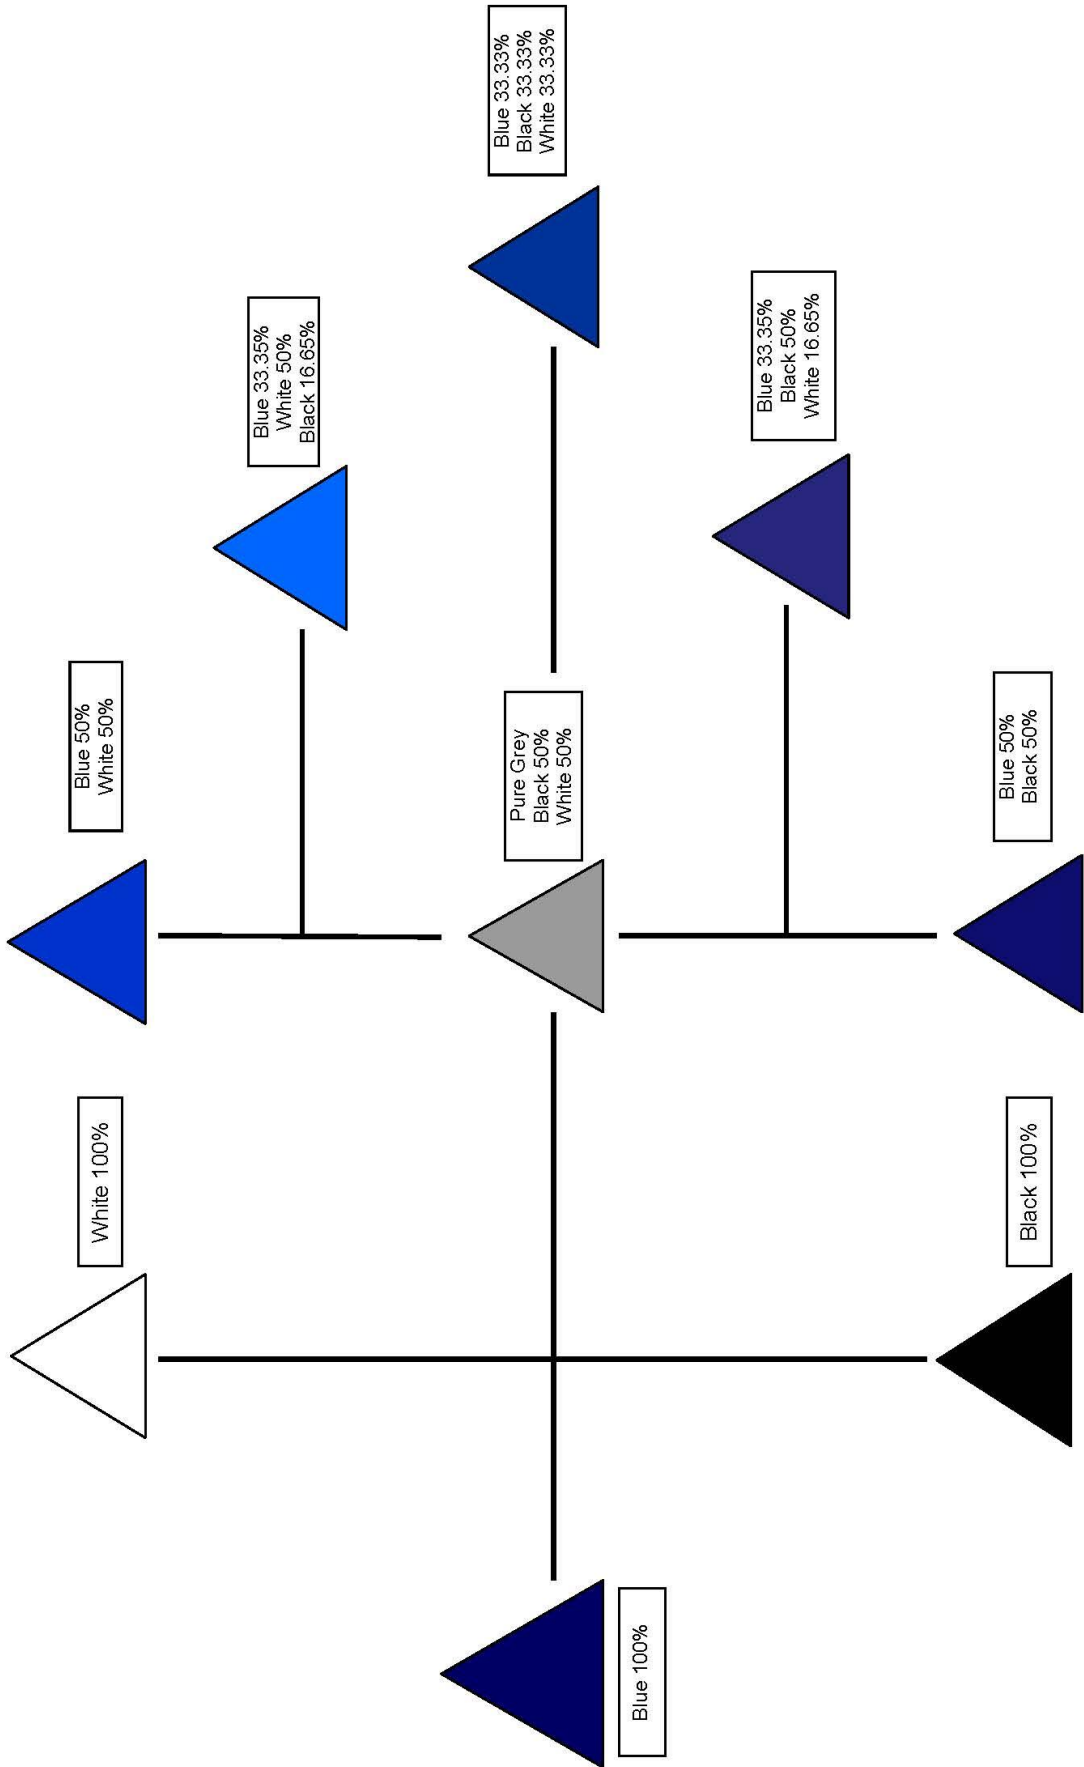 Blue 33.33%
Black 33.33%
White 33.33%
Blue 33.35%
White 50%
Black 16.65%
Blue 33.35%
Black 50%
White 16.65%
Blue 50%
White 50%
Pure Grey
Black 50%
White 50%
Blue 50%
Black 50%
White 100%
Black 100%
Blue 100%